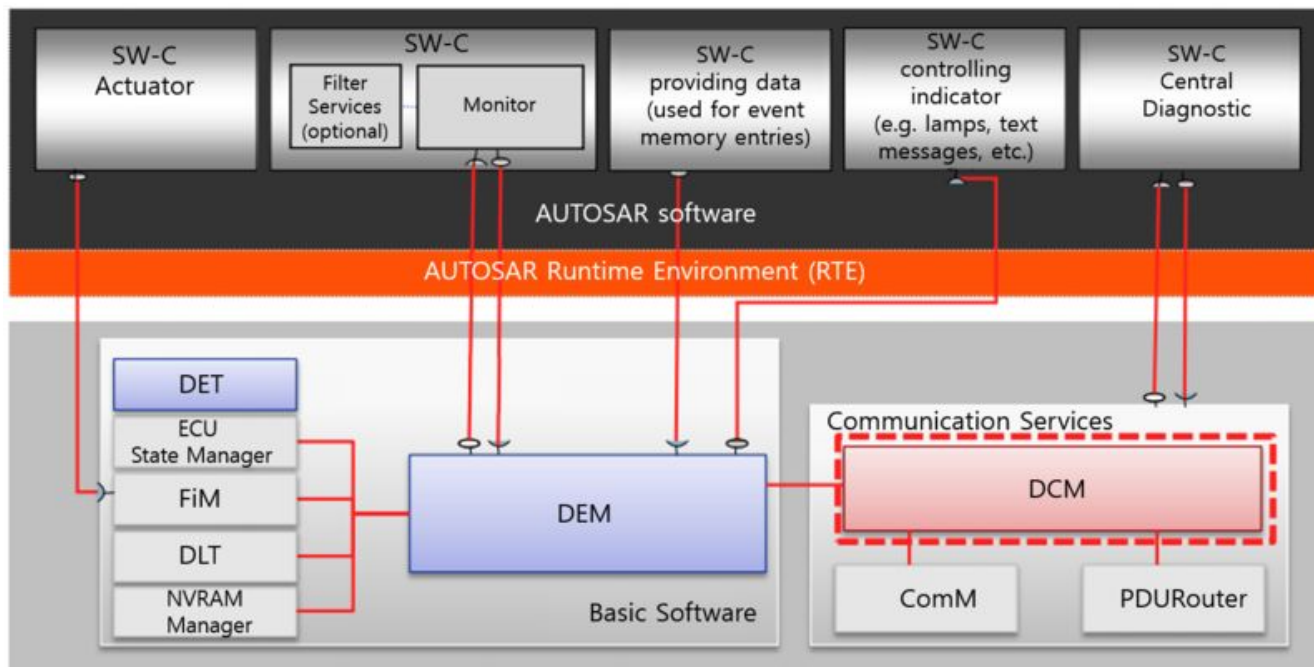 SW-C
Actuator
SW-C
Filter
Services
(optional)
Monitor
SW-C
providing data
(used for event
memory entries)
SW-C
controlling
indicator
(e.g. lamps, text
messages, etc.)
SW-C
Central
Diagnostic
AUTOSAR software
AUTOSAR Runtime Environment (RTE)
DET
ECU
State Manager
FiM
DLT
NVRAM
Manager
DEM
Basic Software
Communication Services
DCM
ComM
PDURouter